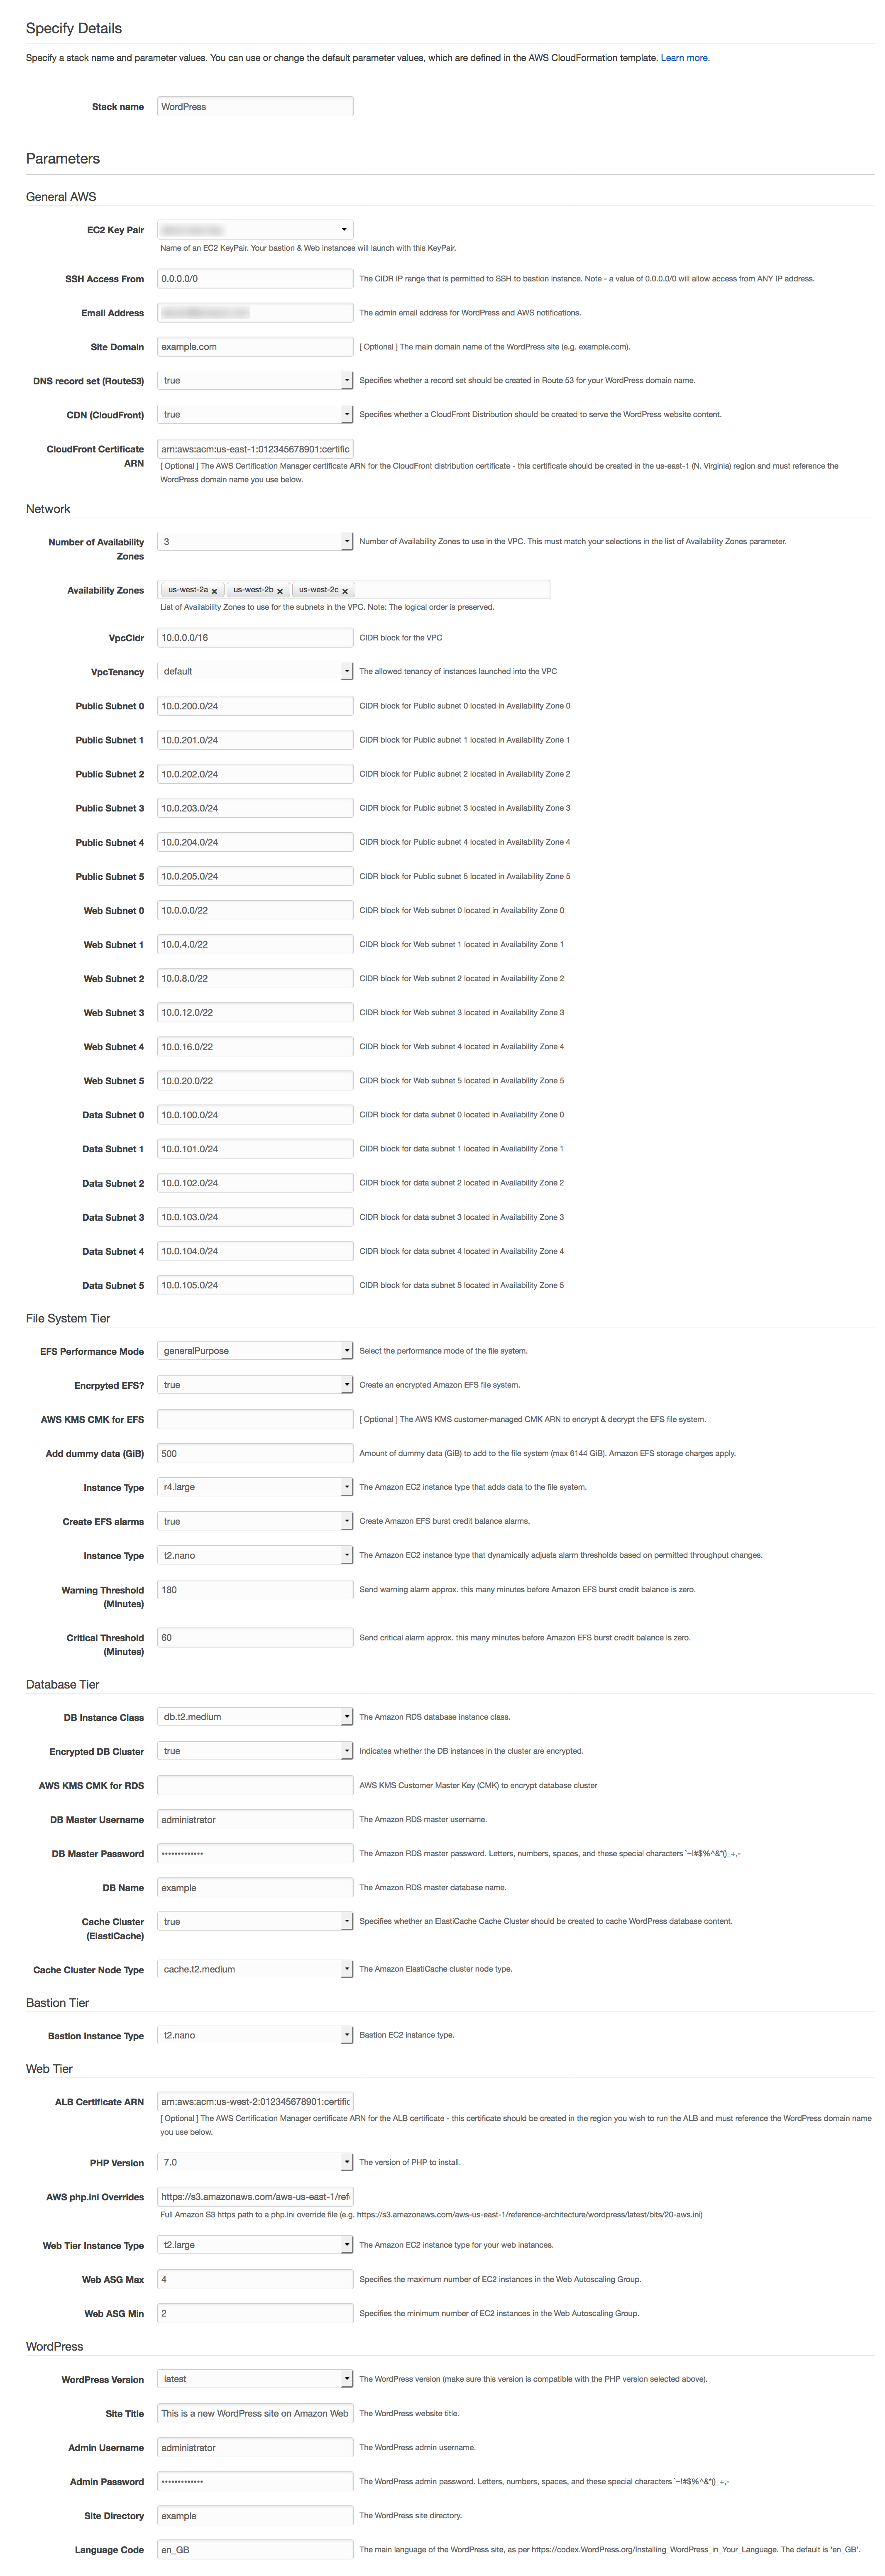 Specify Details
Specify a stack name and parameter values. You can use or change the default parameter values, which are defined in the AWS CloudFormation template. Learn more.
Stack name WordPress
Parameters
General AWS
EC2 Key Pair
Name of an EC2 KeyPair. Your bastion & Web instances will launch with this KeyPair.
SSH Access From 0.0.0.0/0 The CIDR IP range that is permitted to SSH to bastion instance. Note - a value of 0.0.0.0/0 will allow access from ANY IP address.
Email Address The admin email address for WordPress and AWS notifications.
Site Domain example.com [ Optional ] The main domain name of the WordPress site (e.g. example.com).
DNS record set (Route53) true Specifies whether a record set should be created in Route 53 for your WordPress domain name.
CDN (CloudFront) true Specifies whether a CloudFront Distribution should be created to serve the WordPress website content.
CloudFront Certificate ARN arn:aws:acm:us-east-1:012345678901:certific
[ Optional ] The AWS Certification Manager certificate ARN for the CloudFront distribution certificate - this certificate should be created in the us-east-1 (N. Virginia) region and must reference the
WordPress domain name you use below.
Network
Number of Availability Zones 3 Number of Availability Zones to use in the VPC. This must match your selections in the list of Availability Zones parameter.
Availability Zones us-west-2a × us-west-2b × us-west-2c ×
List of Availability Zones to use for the subnets in the VPC. Note: The logical order is preserved.
VpcCidr 10.0.0.0/16 CIDR block for the VPC
VpcTenancy default The allowed tenancy of instances launched into the VPC
Public Subnet 0 10.0.200.0/24 CIDR block for Public subnet 0 located in Availability Zone 0
Public Subnet 1 10.0.201.0/24 CIDR block for Public subnet 1 located in Availability Zone 1
Public Subnet 2 10.0.202.0/24 CIDR block for Public subnet 2 located in Availability Zone 2
Public Subnet 3 10.0.203.0/24 CIDR block for Public subnet 3 located in Availability Zone 3
Public Subnet 4 10.0.204.0/24 CIDR block for Public subnet 4 located in Availability Zone 4
Public Subnet 5 10.0.205.0/24 CIDR block for Public subnet 5 located in Availability Zone 5
Web Subnet 0 10.0.0.0/22 CIDR block for Web subnet 0 located in Availability Zone 0
Web Subnet 1 10.0.4.0/22 CIDR block for Web subnet 1 located in Availability Zone 1
Web Subnet 2 10.0.8.0/22 CIDR block for Web subnet 2 located in Availability Zone 2
Web Subnet 3 10.0.12.0/22 CIDR block for Web subnet 3 located in Availability Zone 3
Web Subnet 4 10.0.16.0/22 CIDR block for Web subnet 4 located in Availability Zone 4
Web Subnet 5 10.0.20.0/22 CIDR block for Web subnet 5 located in Availability Zone 5
Data Subnet 0 10.0.100.0/24 CIDR block for data subnet 0 located in Availability Zone 0
Data Subnet 1 10.0.101.0/24 CIDR block for data subnet 1 located in Availability Zone 1
Data Subnet 2 10.0.102.0/24 CIDR block for data subnet 2 located in Availability Zone 2
Data Subnet 3 10.0.103.0/24 CIDR block for data subnet 3 located in Availability Zone 3
Data Subnet 4 10.0.104.0/24 CIDR block for data subnet 4 located in Availability Zone 4
Data Subnet 5 10.0.105.0/24 CIDR block for data subnet 5 located in Availability Zone 5
File System Tier
EFS Performance Mode generalPurpose Select the performance mode of the file system.
Encrpyted EFS? true Create an encrypted Amazon EFS file system.
AWS KMS CMK for EFS [ Optional ] The AWS KMS customer-managed CMK ARN to encrypt & decrypt the EFS file system.
Add dummy data (GiB) 500 Amount of dummy data (GiB) to add to the file system (max 6144 GiB). Amazon EFS storage charges apply.
Instance Type r4.large The Amazon EC2 instance type that adds data to the file system.
Create EFS alarms true Create Amazon EFS burst credit balance alarms.
Instance Type t2.nano The Amazon EC2 instance type that dynamically adjusts alarm thresholds based on permitted throughput changes.
Warning Threshold (Minutes) 180 Send warning alarm approx. this many minutes before Amazon EFS burst credit balance is zero.
Critical Threshold (Minutes) 60 Send critical alarm approx. this many minutes before Amazon EFS burst credit balance is zero.
Database Tier
DB Instance Class db.t2.medium The Amazon RDS database instance class.
Encrypted DB Cluster true Indicates whether the DB instances in the cluster are encrypted.
AWS KMS CMK for RDS AWS KMS Customer Master Key (CMK) to encrypt database cluster
DB Master Username administrator The Amazon RDS master username.
DB Master Password ••••••••••••• The Amazon RDS master password. Letters, numbers, spaces, and these special characters `~!#$%^&*()_+,-
DB Name example The Amazon RDS master database name.
Cache Cluster (ElastiCache) true Specifies whether an ElastiCache Cache Cluster should be created to cache WordPress database content.
Cache Cluster Node Type cache.t2.medium The Amazon ElastiCache cluster node type.
Bastion Tier
Bastion Instance Type t2.nano Bastion EC2 instance type.
Web Tier
ALB Certificate ARN arn:aws:acm:us-west-2:012345678901:certific
[ Optional ] The AWS Certification Manager certificate ARN for the ALB certificate - this certificate should be created in the region you wish to run the ALB and must reference the WordPress domain name
you use below.
PHP Version 7.0 The version of PHP to install.
AWS php.ini Overrides https://s3.amazonaws.com/aws-us-east-1/ref
Full Amazon S3 https path to a php.ini override file (e.g. https://s3.amazonaws.com/aws-us-east-1/reference-architecture/wordpress/latest/bits/20-aws.ini)
Web Tier Instance Type t2.large The Amazon EC2 instance type for your web instances.
Web ASG Max 4 Specifies the maximum number of EC2 instances in the Web Autoscaling Group.
Web ASG Min 2 Specifies the minimum number of EC2 instances in the Web Autoscaling Group.
WordPress
WordPress Version latest The WordPress version (make sure this version is compatible with the PHP version selected above).
Site Title This is a new WordPress site on Amazon Web The WordPress website title.
Admin Username administrator The WordPress admin username.
Admin Password ••••••••••••• The WordPress admin password. Letters, numbers, spaces, and these special characters `~!#$%^&*()_+,-
Site Directory example The WordPress site directory.
Language Code en_GB The main language of the WordPress site, as per https://codex.WordPress.org/Installing_WordPress_in_Your_Language. The default is 'en_GB'.